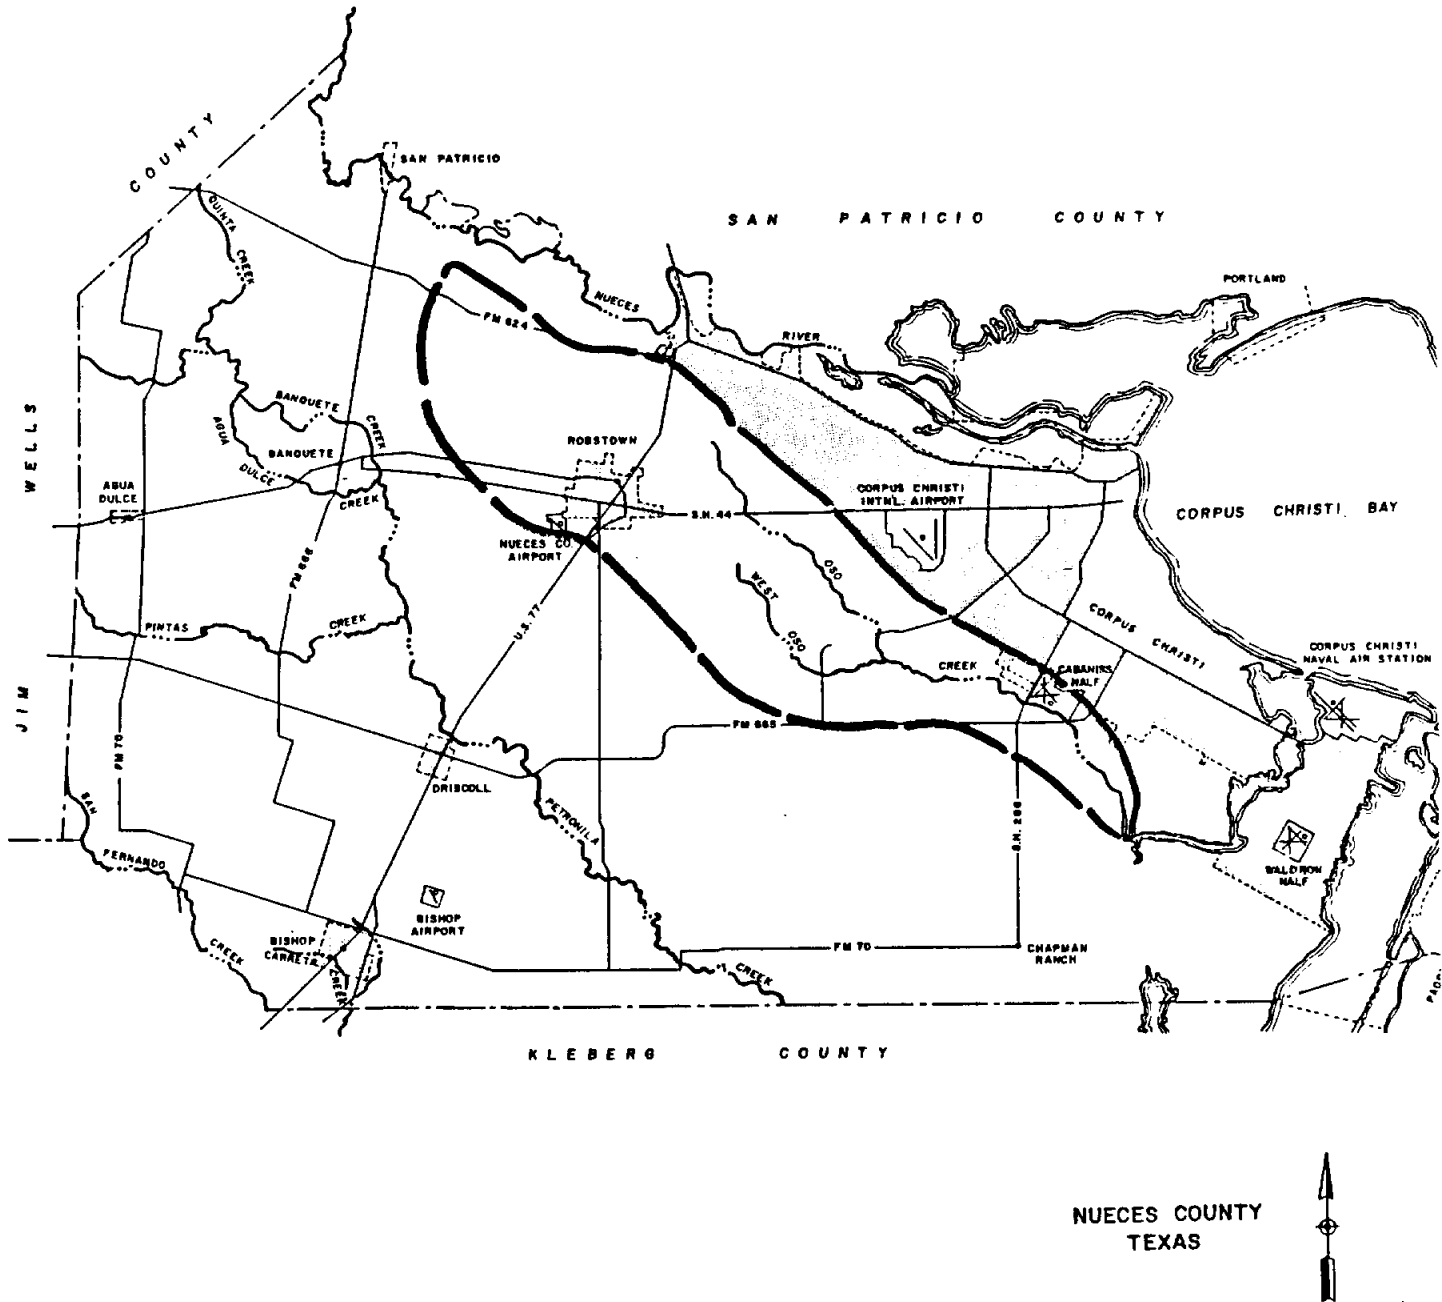 COUNTY
SAN PATRICIO
SAN PATRICIO COUNTY
QUINTA
CREEK
PORTLAND
NUECES
FM 624
RIVER
WELLS
BANQUETE
CREEK
AGUA
DULCE
CREEK
BANQUETE
ROBSTOWN
AGUA
DULCE
CORPUS CHRISTI
INTNL. AIRPORT
S.H. 44
CORPUS CHRISTI BAY
NUECES CO.
AIRPORT
FM 666
OSO
WEST
OSO
CREEK
U.S. 77
PINTAS
CREEK
CORPUS CHRISTI
CORPUS CHRISTI
NAVAL AIR STATION
CABANISS
NALF
JIM
FM 70
FM 665
DRISCOLL
SAN
FERNANDO
CREEK
PETRONILA
CREEK
S.H. 286
WALDRON
NALF
BISHOP
AIRPORT
BISHOP
CARRETA
CREEK
FM 70
CHAPMAN
RANCH
KLEBERG COUNTY
NUECES COUNTY
TEXAS